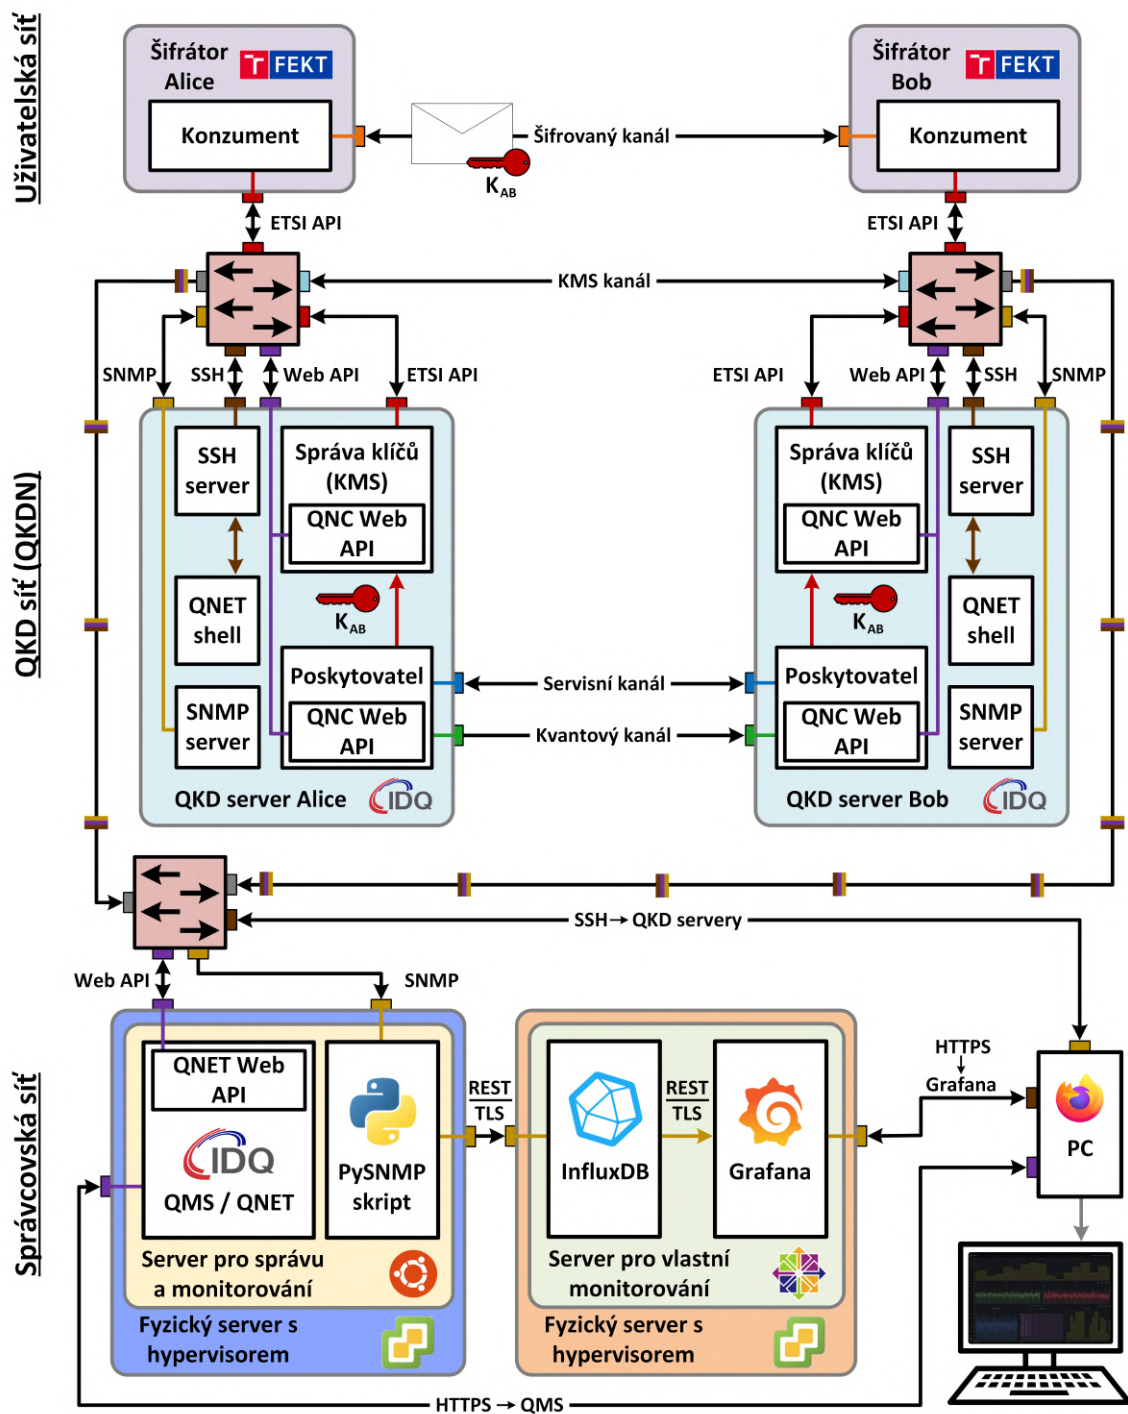 Uživatelská síť
Šifrátor
Alice
T FEKT
Konzument
Šifrovaný kanál
K_AB
Šifrátor
Bob
T FEKT
Konzument
ETSI API
ETSI API
KMS kanál
QKD síť (QKDN)
SNMP
SSH
Web API
ETSI API
ETSI API
Web API
SSH
SNMP
SSH
server
Správa klíčů
(KMS)
QNC Web
API
QNET
shell
K_AB
SNMP
server
Poskytovatel
QNC Web
API
QKD server Alice
IDQ
Servisní kanál
Kvantový kanál
Správa klíčů
(KMS)
QNC Web
API
SSH
server
K_AB
QNET
shell
Poskytovatel
QNC Web
API
SNMP
server
QKD server Bob
IDQ
SSH → QKD servery
Správcovská síť
Web API
SNMP
QNET Web
API
IDQ
QMS / QNET
PySNMP
skript
Server pro správu
a monitorování
Fyzický server s
hypervisorem
REST
TLS
InfluxDB
REST
TLS
Grafana
Server pro vlastní
monitorování
Fyzický server s
hypervisorem
HTTPS
↓
Grafana
PC
HTTPS → QMS